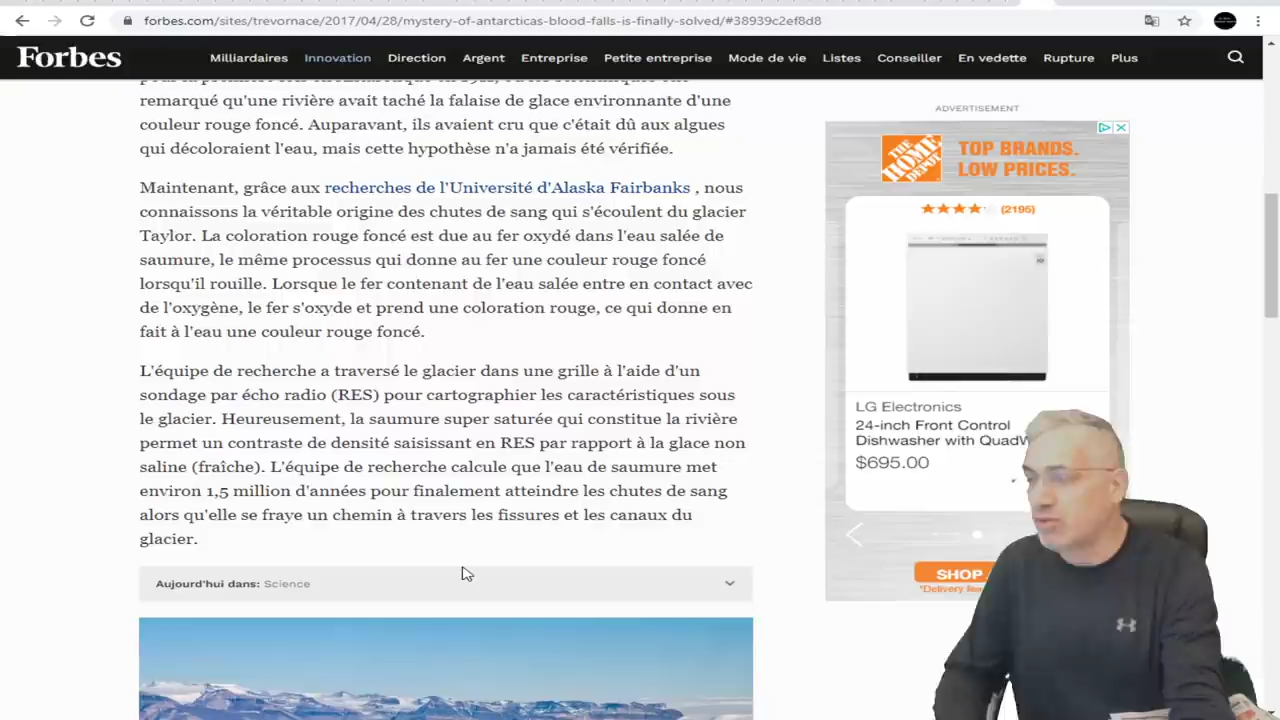 forbes.com/sites/trevornace/2017/04/28/mystery-of-antarcticas-blood-falls-is-finally-solved/#38939c2ef8d8
Forbes
Milliardaires Innovation Direction Argent Entreprise Petite entreprise Mode de vie Listes Conseiller En vedette Rupture Plus
remarqué qu'une rivière avait taché la falaise de glace environnante d'une
couleur rouge foncé. Auparavant, ils avaient cru que c'était dû aux algues
qui décoloraient l'eau, mais cette hypothèse n'a jamais été vérifiée.
Maintenant, grâce aux recherches de l'Université d'Alaska Fairbanks , nous
connaissons la véritable origine des chutes de sang qui s'écoulent du glacier
Taylor. La coloration rouge foncé est due au fer oxydé dans l'eau salée de
saumure, le même processus qui donne au fer une couleur rouge foncé
lorsqu'il rouille. Lorsque le fer contenant de l'eau salée entre en contact avec
de l'oxygène, le fer s'oxyde et prend une coloration rouge, ce qui donne en
fait à l'eau une couleur rouge foncé.
L'équipe de recherche a traversé le glacier dans une grille à l'aide d'un
sondage par écho radio (RES) pour cartographier les caractéristiques sous
le glacier. Heureusement, la saumure super saturée qui constitue la rivière
permet un contraste de densité saisissant en RES par rapport à la glace non
saline (fraîche). L'équipe de recherche calcule que l'eau de saumure met
environ 1,5 million d'années pour finalement atteindre les chutes de sang
alors qu'elle se fraye un chemin à travers les fissures et les canaux du
glacier.
Aujourd'hui dans: Science
ADVERTISEMENT
THE HOME DEPOT
TOP BRANDS.
LOW PRICES.
(2195)
LG Electronics
24-inch Front Control
Dishwasher with
$695.00
SHOP
*Delivery